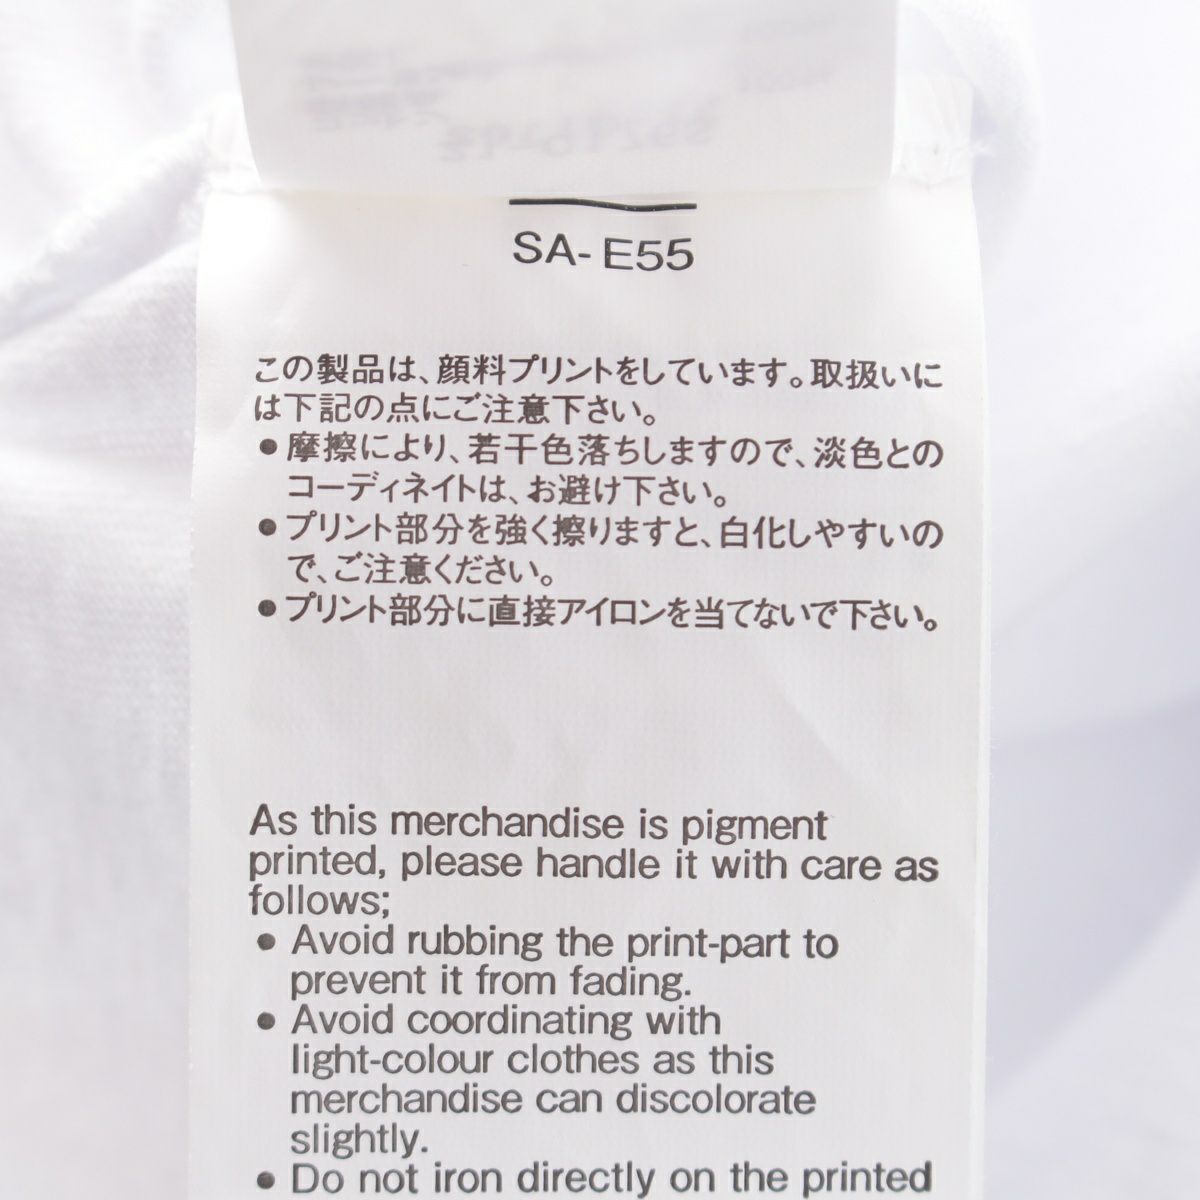 SA-E55
この製品は、顔料プリントをしています。取扱いに
は下記の点にご注意下さい。
●摩擦により、若干色落ちしますので、淡色との
コーディネイトは、お避け下さい。
●プリント部分を強く擦りますと、白化しやすいの
で、ご注意ください。
●プリント部分に直接アイロンを当てないで下さい。
As this merchandise is pigment
printed, please handle it with care as
follows;
● Avoid rubbing the print-part to
prevent it from fading.
● Avoid coordinating with
light-colour clothes as this
merchandise can discolorate
slightly.
● Do not iron directly on the printed